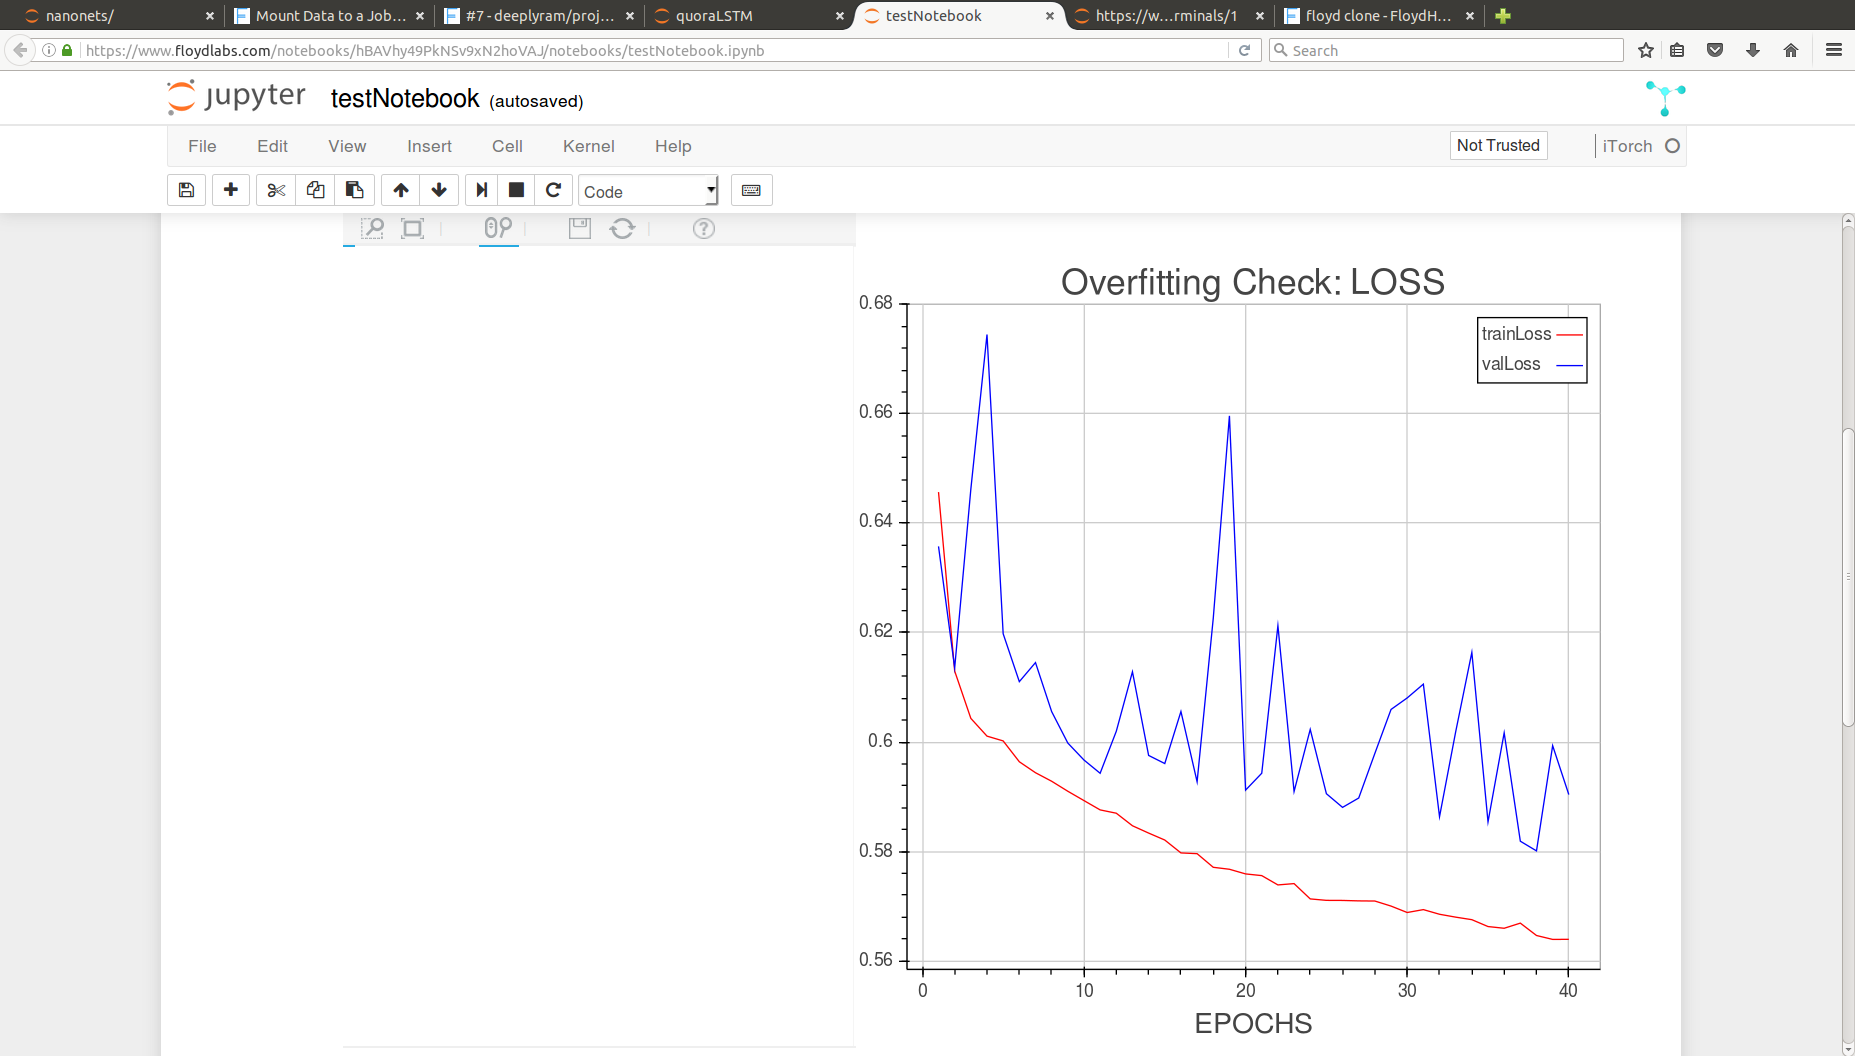 nanonets/
Mount Data to a Job...
#7 - deeplyram/proj...
quoraLSTM
testNotebook
https://w...rminals/1
floyd clone - FloydH...
https://www.floydlabs.com/notebooks/hBAVhy49PkNSv9xN2hoVAJ/notebooks/testNotebook.ipynb
Search
jupyter testNotebook (autosaved)
File Edit View Insert Cell Kernel Help
Not Trusted
iTorch
Code
Overfitting Check: LOSS
trainLoss
valLoss
0.68
0.66
0.64
0.62
0.6
0.58
0.56
0 10 20 30 40
EPOCHS